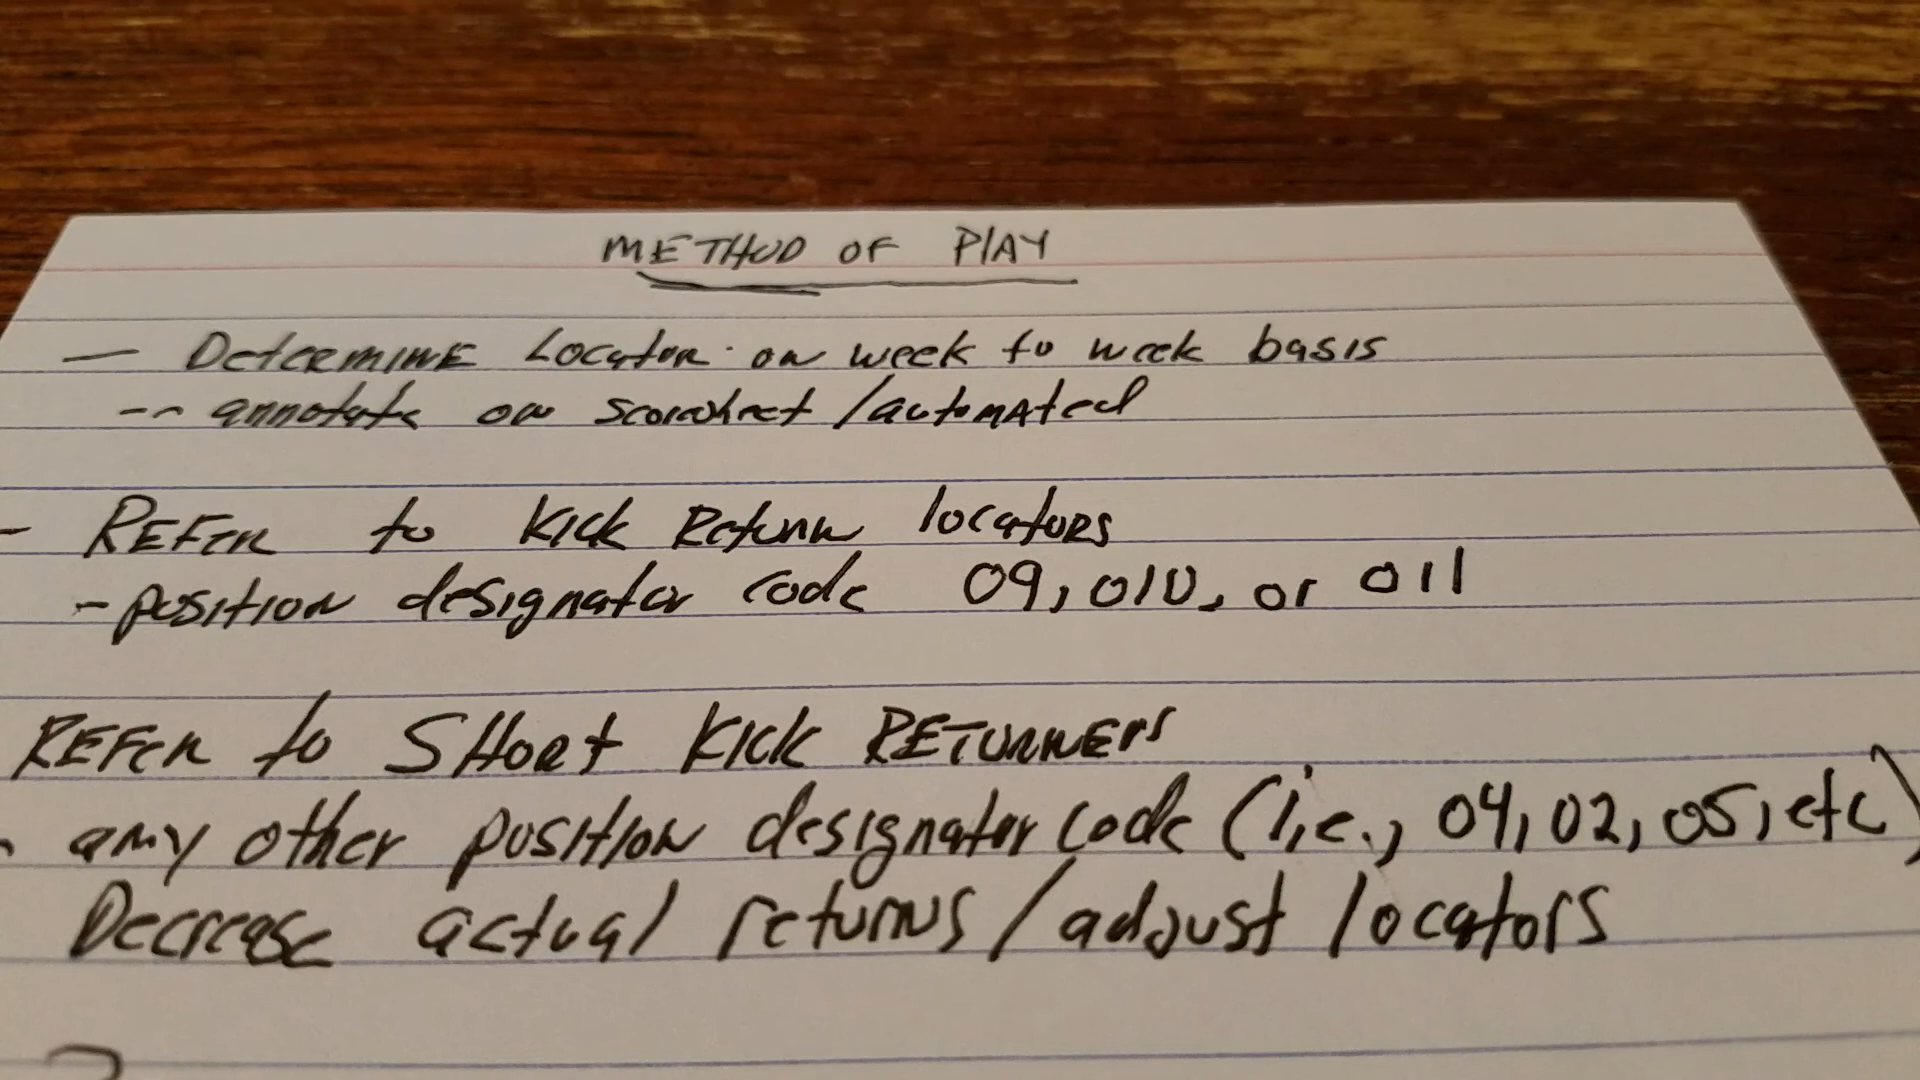 METHOD OF PLAY
— DETERMINE Locator on week to week basis
-- annotate on scoresheet /automated
- REFER to KICK Return locators
- position designator code 09, 010, or 011
REFER to SHORT KICK RETURNERS
- any other position designator code (i.e., 04, 02, 05, etc)
Decrease actual returns / adjust locators